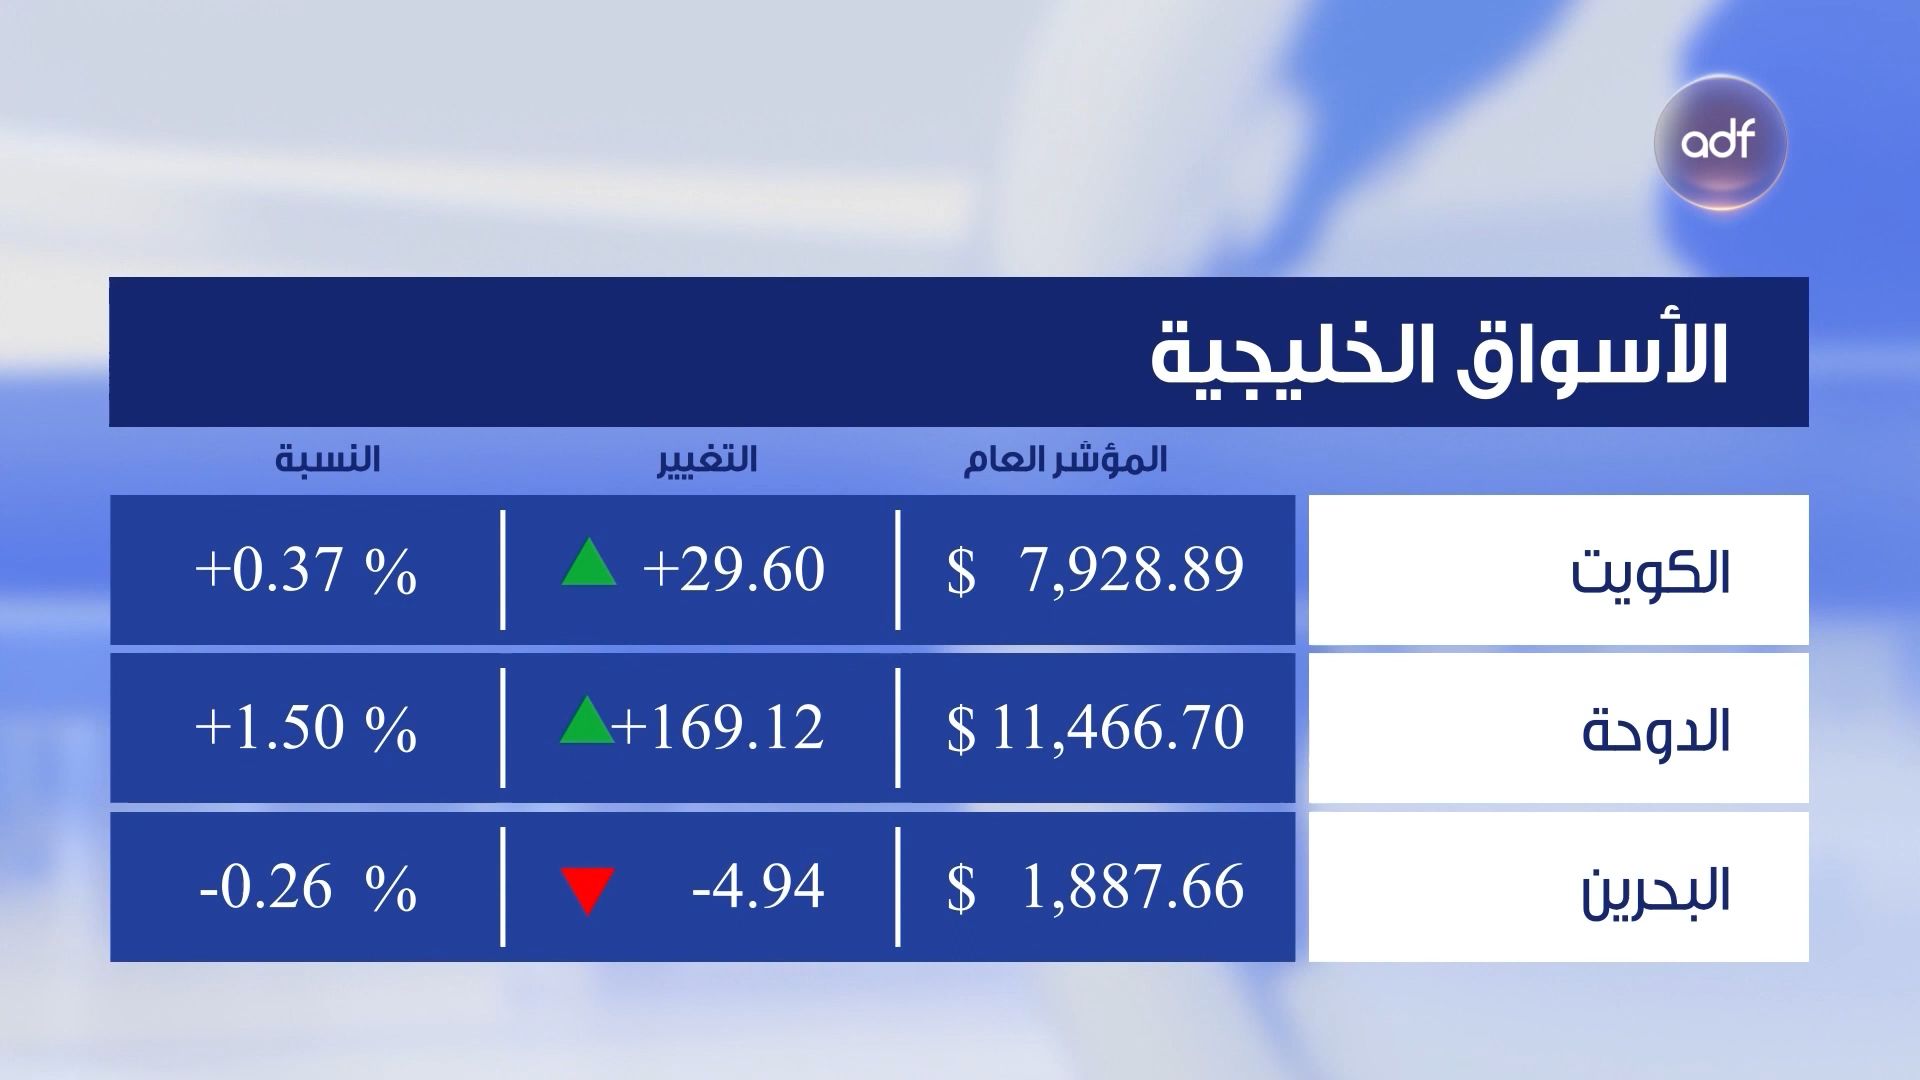 adf
الأسواق الخليجية
المؤشر العام التغيير النسبة
الكويت $ 7,928.89 +29.60 +0.37 %
الدوحة $ 11,466.70 +169.12 +1.50 %
البحرين $ 1,887.66 -4.94 -0.26 %